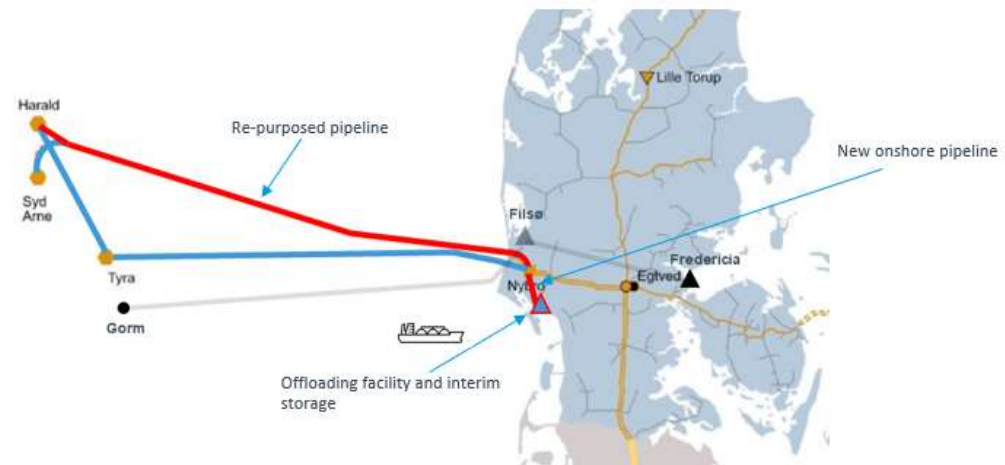 Harald
Re-purposed pipeline
Lille Torup
New onshore pipeline
Syd
Arne
Filsø
Fredericia
Egtved
Tyra
Nybro
Gorm
Offloading facility and interim
storage